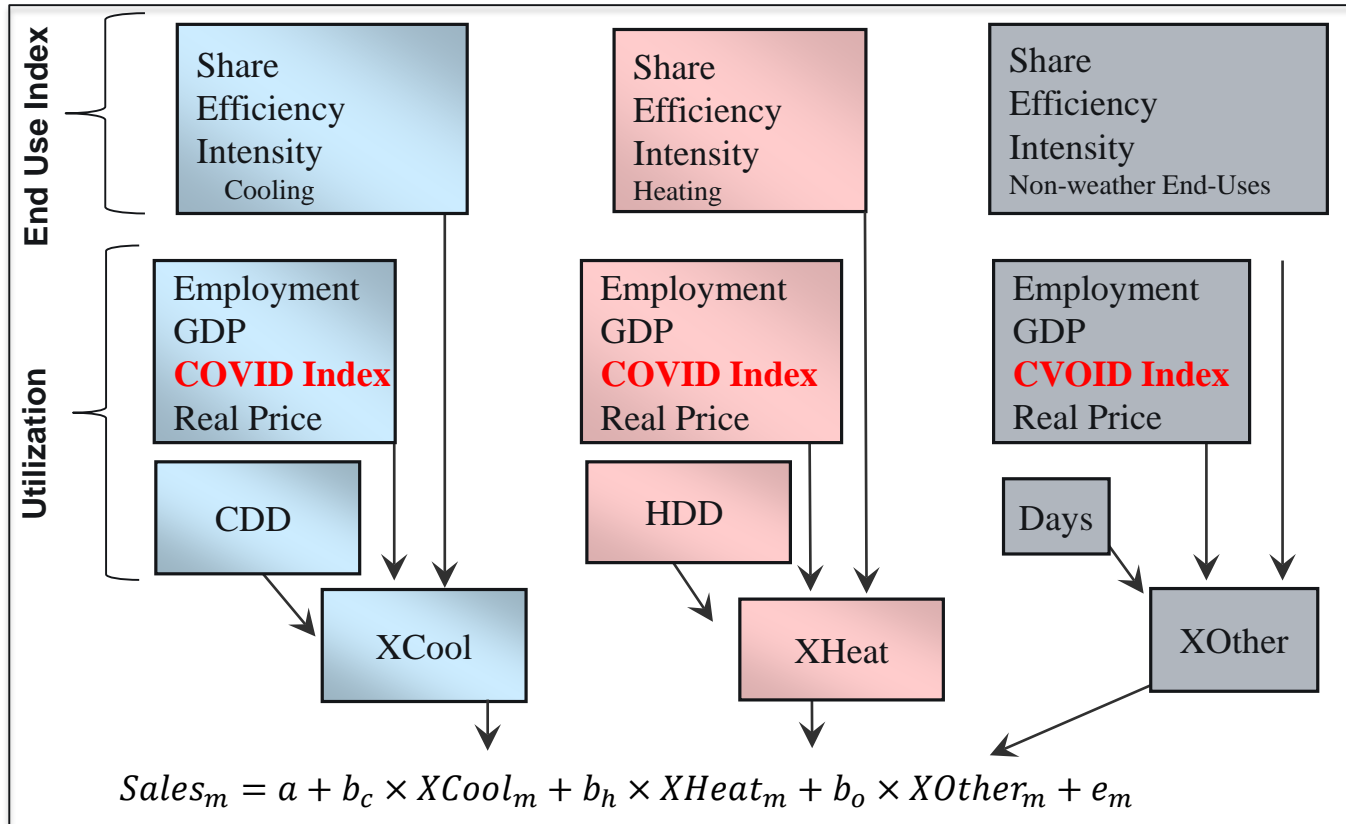 End Use Index
Share
Efficiency
Intensity
Cooling
Share
Efficiency
Intensity
Heating
Share
Efficiency
Intensity
Non-weather End-Uses
Utilization
Employment
GDP
COVID Index
Real Price
Employment
GDP
COVID Index
Real Price
Employment
GDP
CVOID Index
Real Price
CDD
HDD
Days
XCool
XHeat
XOther
Sales_m = a + b_c × XCool_m + b_h × XHeat_m + b_o × XOther_m + e_m